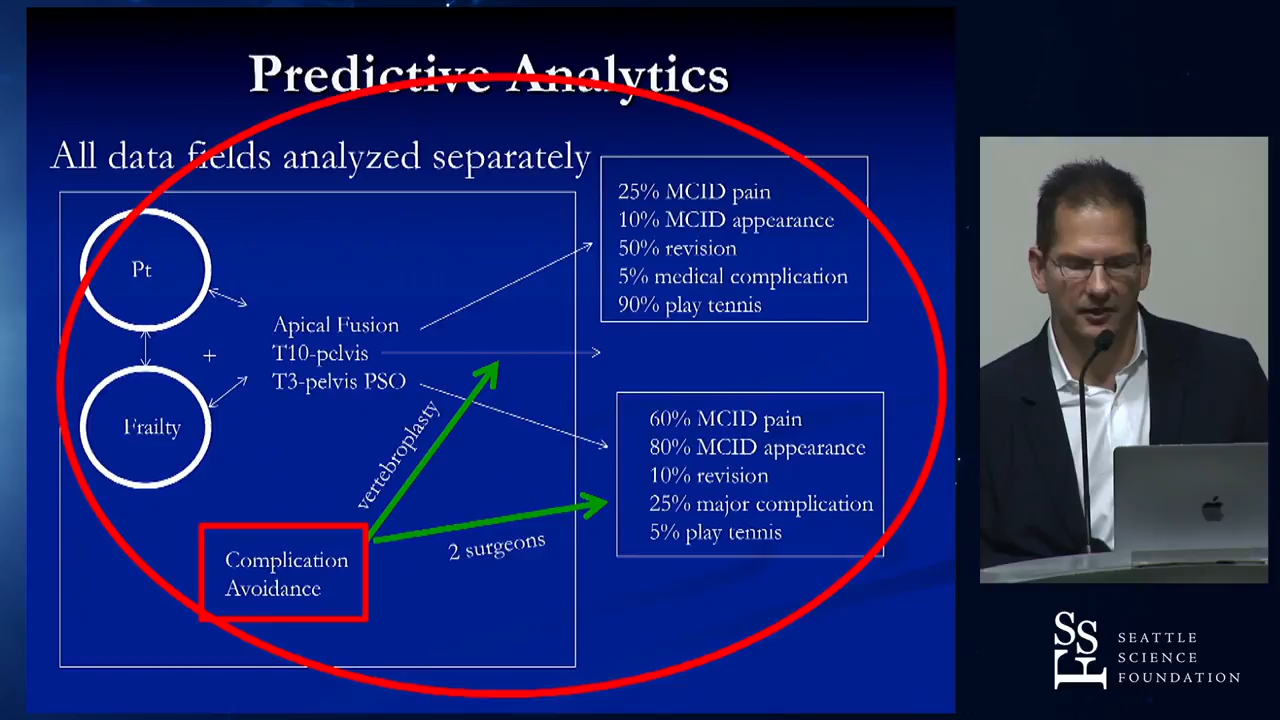 Predictive Analytics
All data fields analyzed separately
Pt
+
Frailty
Apical Fusion
T10-pelvis
T3-pelvis PSO
25% MCID pain
10% MCID appearance
50% revision
5% medical complication
90% play tennis
60% MCID pain
80% MCID appearance
10% revision
25% major complication
5% play tennis
vertebroplasty
2 surgeons
Complication
Avoidance
SSF
SEATTLE
SCIENCE
FOUNDATION